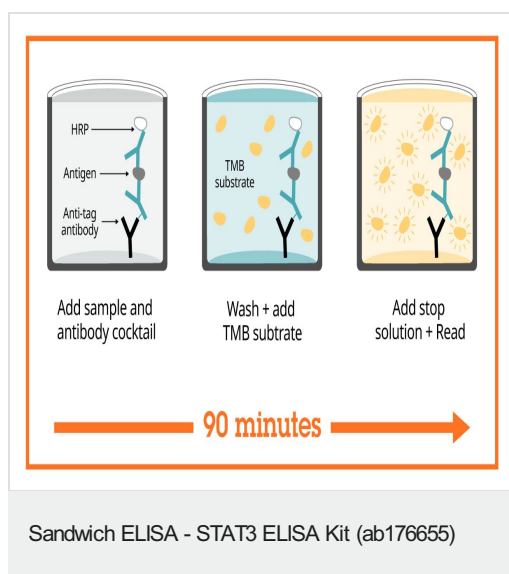 HRP
Antigen
Anti-tag
antibody
TMB
substrate
Add sample and
antibody cocktail
Wash + add
TMB subtrate
Add stop
solution + Read
90 minutes
Sandwich ELISA - STAT3 ELISA Kit (ab176655)